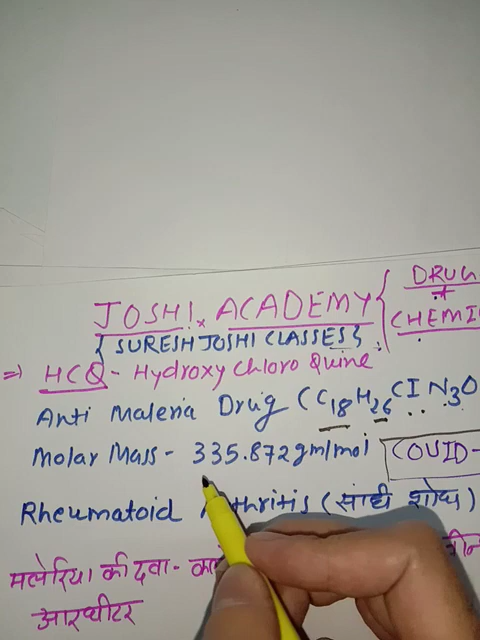 JOSHI ACADEMY { DRUG
{ SURESH JOSHI CLASSES } + CHEMI
⇒ HCQ - Hydroxy Chloro Quine
Anti Maleria Drug (C18H26ClN3O
Molar Mass - 335.872gm/mol COVID-
Rheumatoid Arthritis (सांधी शोथ)
मलेरिया की दवा-
आरथीटर